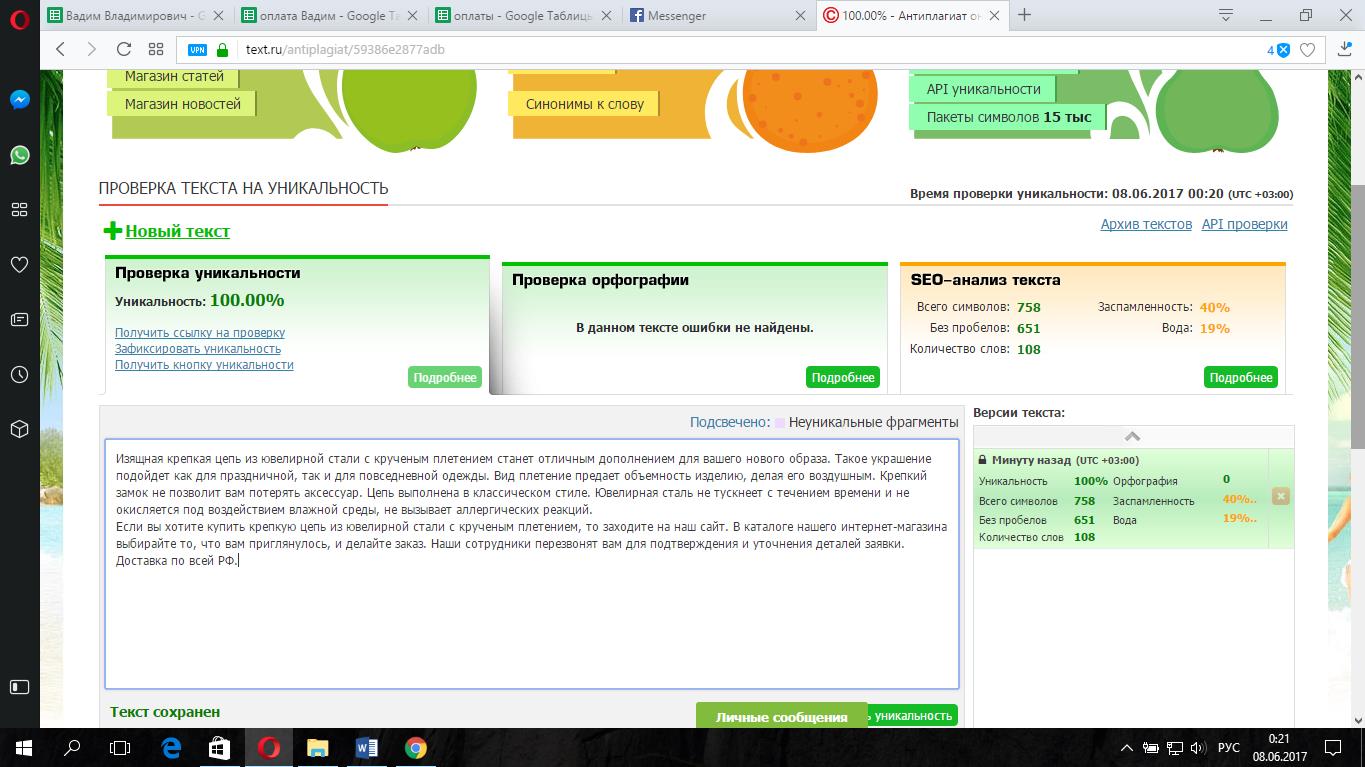 Вадим Владимирович - G
оплата Вадим - Google Та
оплаты - Google Таблицы
Messenger
100.00% - Антиплагиат он
VPN
text.ru/antiplagiat/59386e2877adb
4
Магазин статей
Магазин новостей
Синонимы к слову
API уникальности
Пакеты символов 15 тыс
ПРОВЕРКА ТЕКСТА НА УНИКАЛЬНОСТЬ
Время проверки уникальности: 08.06.2017 00:20 (UTC +03:00)
Новый текст
Архив текстов API проверки
Проверка уникальности
Уникальность: 100.00%
Получить ссылку на проверку
Зафиксировать уникальность
Получить кнопку уникальности
Подробнее
Проверка орфографии
В данном тексте ошибки не найдены.
Подробнее
SEO-анализ текста
Всего символов: 758 Заспамленность: 40%
Без пробелов: 651 Вода: 19%
Количество слов: 108
Подробнее
Подсвечено: Неуникальные фрагменты
Изящная крепкая цепь из ювелирной стали с крученым плетением станет отличным дополнением для вашего нового образа. Такое украшение
подойдет как для праздничной, так и для повседневной одежды. Вид плетение предает объемность изделию, делая его воздушным. Крепкий
замок не позволит вам потерять аксессуар. Цепь выполнена в классическом стиле. Ювелирная сталь не тускнеет с течением времени и не
окисляется под воздействием влажной среды, не вызывает аллергических реакций.
Если вы хотите купить крепкую цепь из ювелирной стали с крученым плетением, то заходите на наш сайт. В каталоге нашего интернет-магазина
выбирайте то, что вам приглянулось, и делайте заказ. Наши сотрудники перезвонят вам для подтверждения и уточнения деталей заявки.
Доставка по всей РФ.
Версии текста:
Минуту назад (UTC +03:00)
Уникальность 100% Орфография 0
Всего символов 758 Заспамленность 40%..
Без пробелов 651 Вода 19%..
Количество слов 108
Текст сохранен
Личные сообщения
ь уникальность
РУС
0:21
08.06.2017